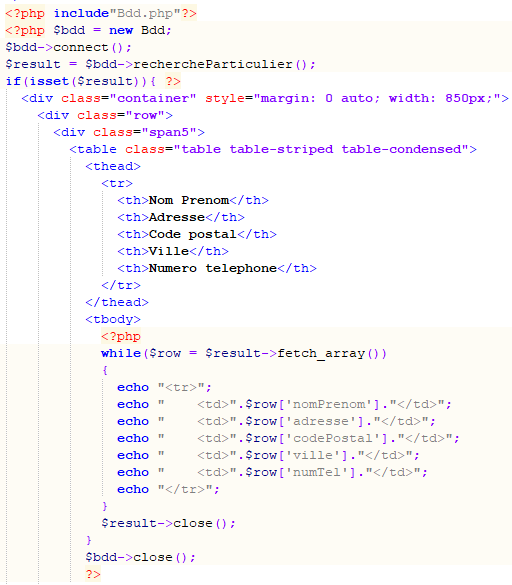 <?php include"Bdd.php"?>
<?php $bdd = new Bdd;
$bdd->connect();
$result = $bdd->rechercheParticulier();
if(isset($result)){ ?>
  <div class="container" style="margin: 0 auto; width: 850px;">
    <div class="row">
      <div class="span5">
        <table class="table table-striped table-condensed">
          <thead>
            <tr>
              <th>Nom Prenom</th>
              <th>Adresse</th>
              <th>Code postal</th>
              <th>Ville</th>
              <th>Numero telephone</th>
            </tr>
          </thead>
          <tbody>
            <?php
            while($row = $result->fetch_array())
            {
              echo "<tr>";
              echo "    <td>".$row['nomPrenom']."</td>";
              echo "    <td>".$row['adresse']."</td>";
              echo "    <td>".$row['codePostal']."</td>";
              echo "    <td>".$row['ville']."</td>";
              echo "    <td>".$row['numTel']."</td>";
              echo "</tr>";
            }
            $result->close();
          }
          $bdd->close();
          ?>